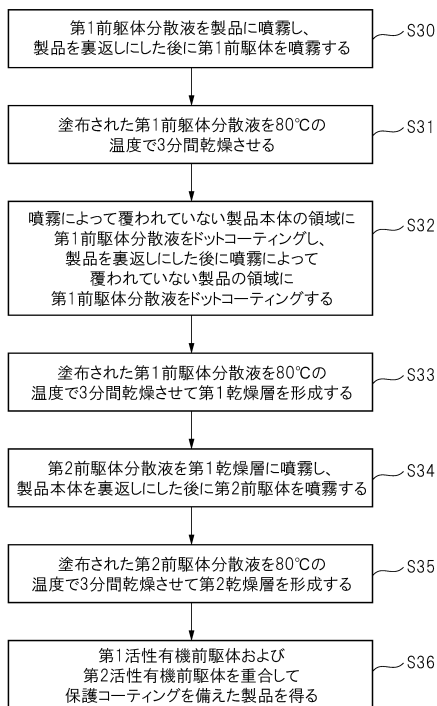 第1前躯体分散液を製品に噴霧し、
製品を裏返しにした後に第1前駆体を噴霧する
S30
塗布された第1前駆体分散液を80℃の
温度で3分間乾燥させる
S31
噴霧によって覆われていない製品本体の領域に
第1前駆体分散液をドットコーティングし、
製品を裏返しにした後に噴霧によって
覆われていない製品の領域に
第1前駆体分散液をドットコーティングする
S32
塗布された第1前駆体分散液を80℃の
温度で3分間乾燥させて第1乾燥層を形成する
S33
第2前駆体分散液を第1乾燥層に噴霧し、
製品本体を裏返しにした後に第2前駆体を噴霧する
S34
塗布された第2前駆体分散液を80℃の
温度で3分間乾燥させて第2乾燥層を形成する
S35
第1活性有機前駆体および
第2活性有機前駆体を重合して
保護コーティングを備えた製品を得る
S36